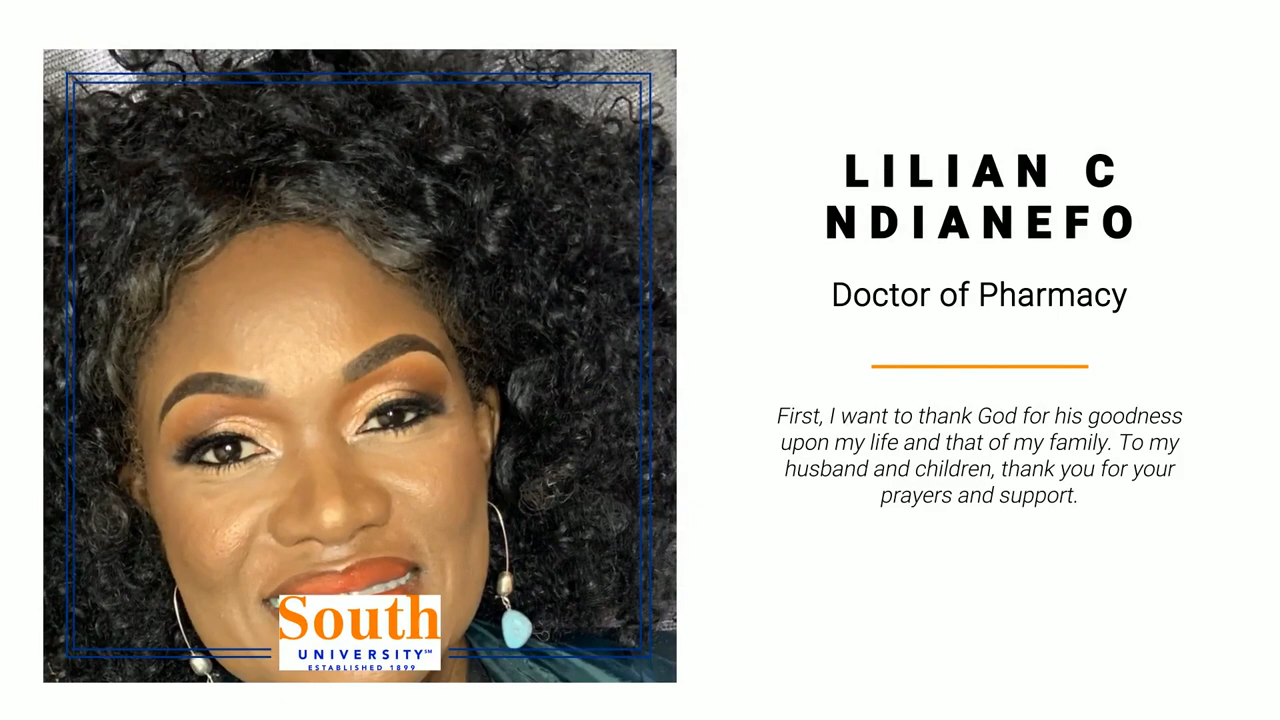 LILIAN C
NDIANEFO
Doctor of Pharmacy
First, I want to thank God for his goodness
upon my life and that of my family. To my
husband and children, thank you for your
prayers and support.
South
UNIVERSITY℠
ESTABLISHED 1899